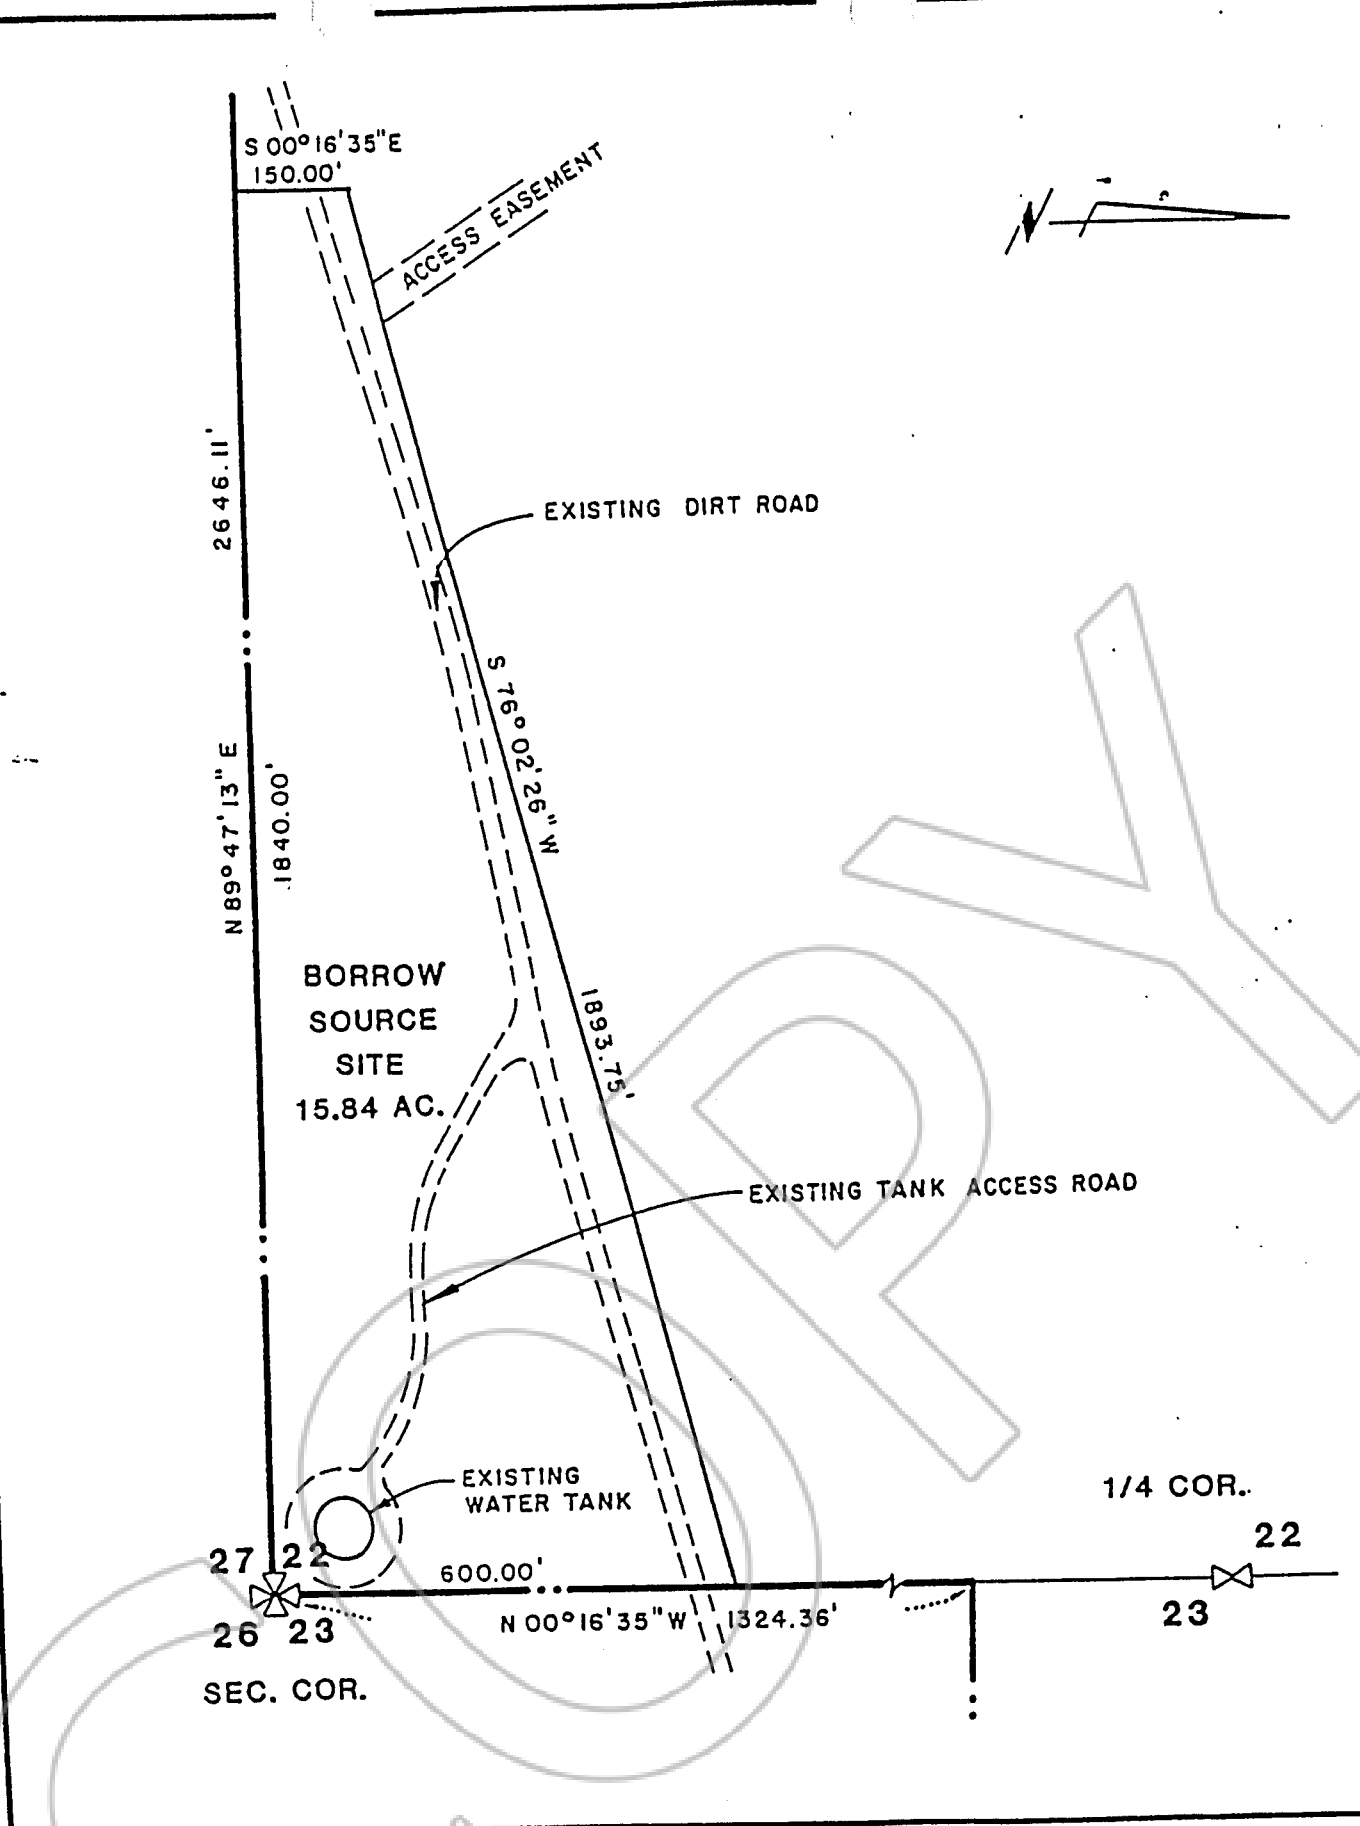 S 00°16'35"E
150.00'
ACCESS EASEMENT
N
2646.11'
EXISTING DIRT ROAD
S 76°02'26" W
N89°47'13" E
1840.00'
BORROW
SOURCE
SITE
15.84 AC.
1893.75'
EXISTING TANK ACCESS ROAD
EXISTING
WATER TANK
1/4 COR.
22
23
27 22
600.00'
N 00°16'35" W 1324.36'
26 23
SEC. COR.
COPY